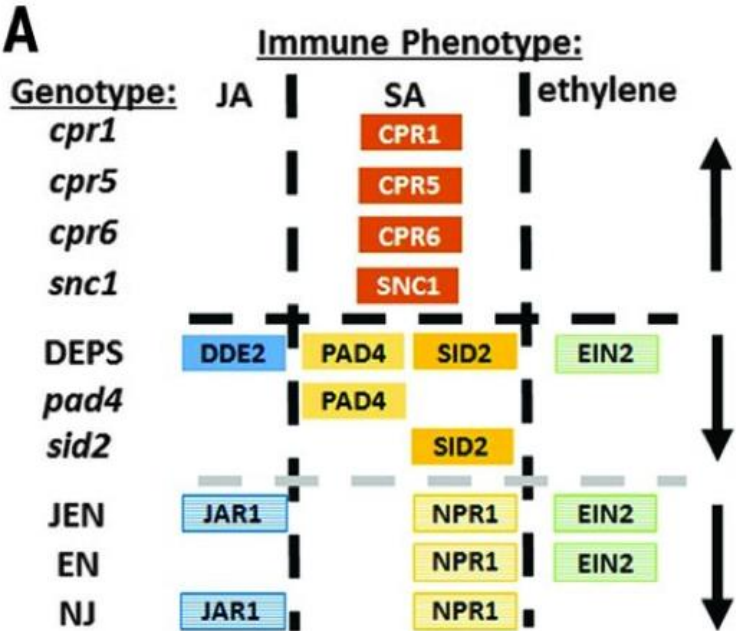 A
Immune Phenotype:
Genotype: JA SA ethylene
cpr1 CPR1
cpr5 CPR5
cpr6 CPR6
snc1 SNC1
DEPS DDE2 PAD4 SID2 EIN2
pad4 PAD4
sid2 SID2
JEN JAR1 NPR1 EIN2
EN NPR1 EIN2
NJ JAR1 NPR1